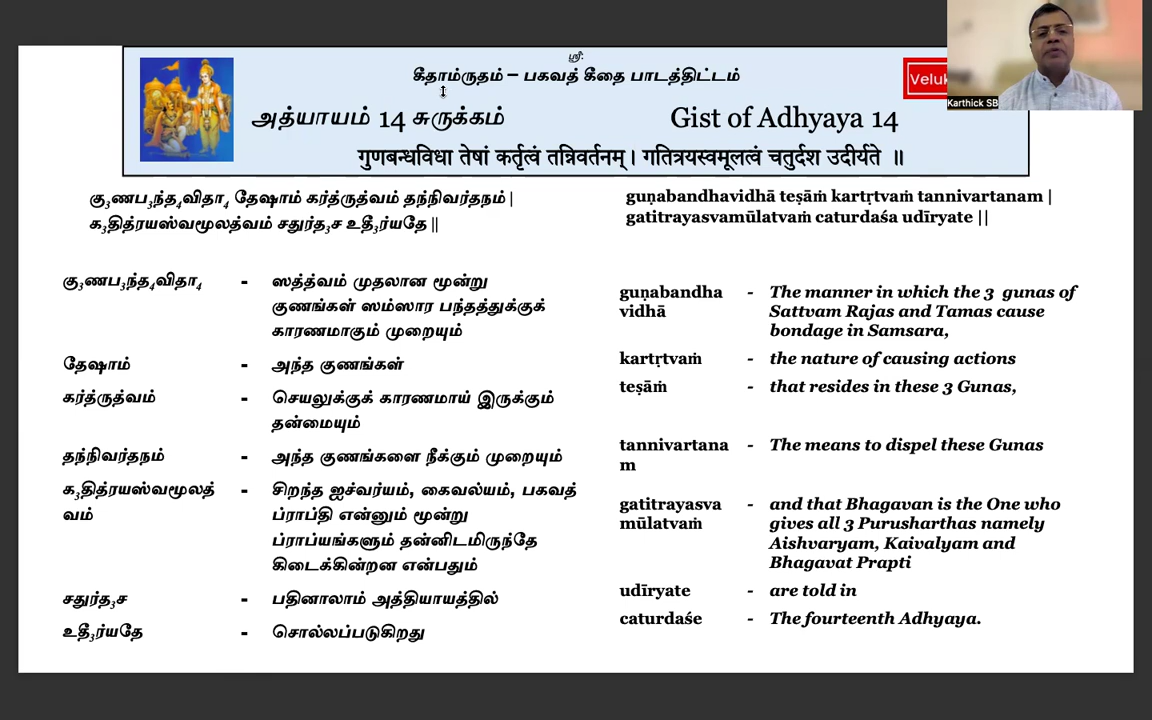 ஸ்ரீ:
கீதாம்ருதம் – பகவத் கீதை பாடத்திட்டம்
அத்யாயம் 14 சுருக்கம்
Gist of Adhyaya 14
Veluk
Karthick SB
गुणबन्धविधा तेषां कर्तृत्वं तन्निवर्तनम् । गतित्रयस्वमूलत्वं चतुर्दश उदीर्यते ॥
கு₃ணப₃ந்த₄விதா₄ தேஷாம் கர்த்ருத்வம் தந்நிவர்தநம் |
க₃தித்ரயஸ்வமூலத்வம் சதுர்த₃ச உதீ₃ர்யதே ||
guṇabandhavidhā teṣāṁ kartṛtvaṁ tannivartanam |
gatitrayasvamūlatvaṁ caturdaśa udīryate ||
கு₃ணப₃ந்த₄விதா₄ - ஸத்த்வம் முதலான மூன்று
குணங்கள் ஸம்ஸார பந்தத்துக்குக்
காரணமாகும் முறையும்
தேஷாம் - அந்த குணங்கள்
கர்த்ருத்வம் - செயலுக்குக் காரணமாய் இருக்கும்
தன்மையும்
தந்நிவர்தநம் - அந்த குணங்களை நீக்கும் முறையும்
க₃தித்ரயஸ்வமூலத் - சிறந்த ஐச்வர்யம், கைவல்யம், பகவத்
வம் ப்ராப்தி என்னும் மூன்று
ப்ராப்யங்களும் தன்னிடமிருந்தே
கிடைக்கின்றன என்பதும்
சதுர்த₃ச - பதினாலாம் அத்தியாயத்தில்
உதீ₃ர்யதே - சொல்லப்படுகிறது
guṇabandha - The manner in which the 3 gunas of
vidhā Sattvam Rajas and Tamas cause
bondage in Samsara,
kartṛtvaṁ - the nature of causing actions
teṣāṁ - that resides in these 3 Gunas,
tannivartana - The means to dispel these Gunas
m
gatitrayasva - and that Bhagavan is the One who
mūlatvaṁ gives all 3 Purusharthas namely
Aishvaryam, Kaivalyam and
Bhagavat Prapti
udīryate - are told in
caturdaśe - The fourteenth Adhyaya.